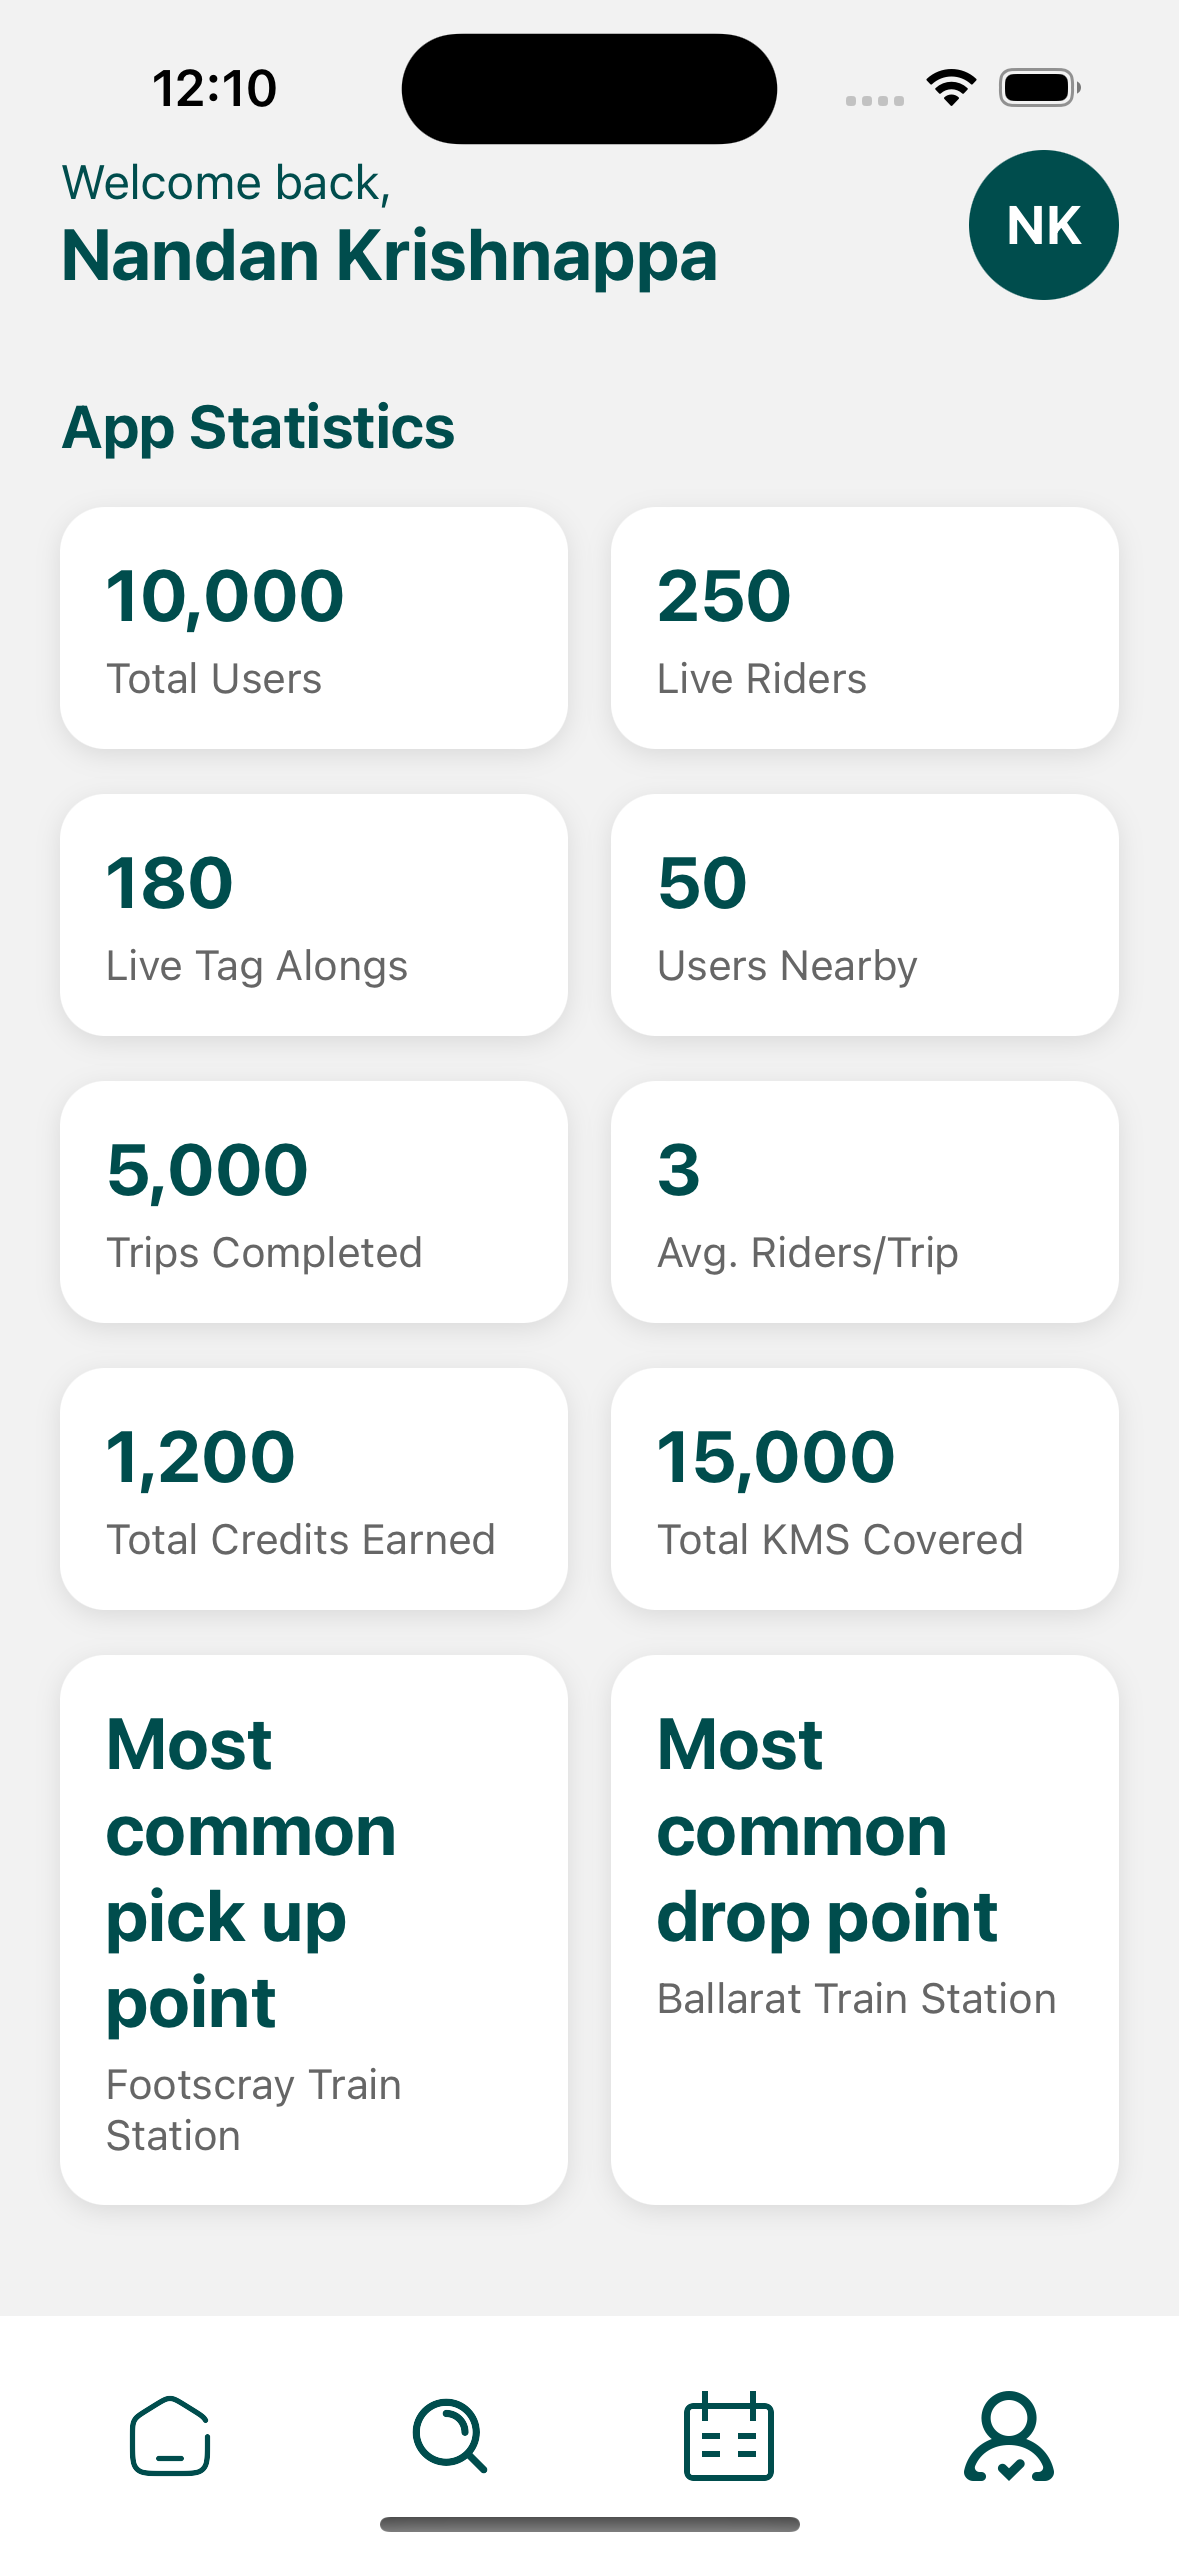 12:10
Welcome back,
Nandan Krishnappa
NK
App Statistics
10,000
Total Users
250
Live Riders
180
Live Tag Alongs
50
Users Nearby
5,000
Trips Completed
3
Avg. Riders/Trip
1,200
Total Credits Earned
15,000
Total KMS Covered
Most
common
pick up
point
Footscray Train
Station
Most
common
drop point
Ballarat Train Station